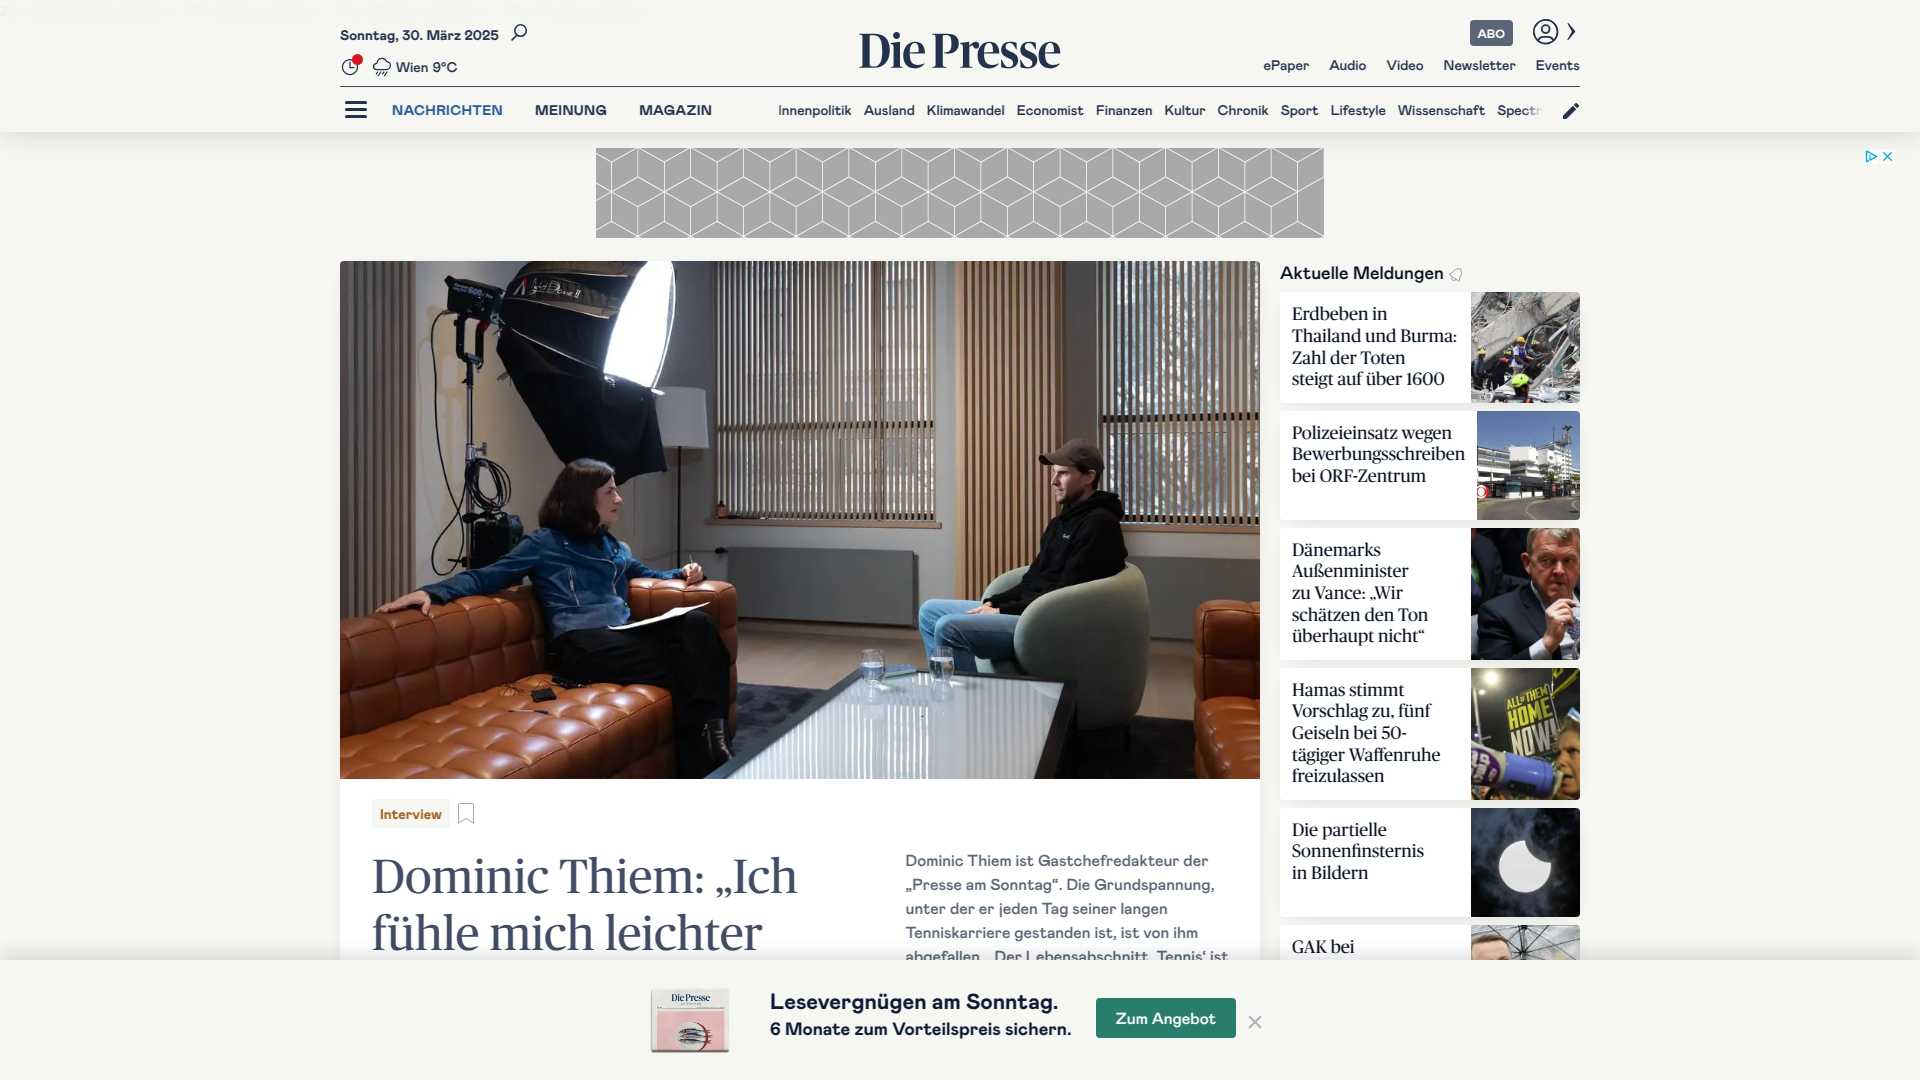 Sonntag, 30. März 2025
Wien 9°C
Die Presse
ABO
ePaper Audio Video Newsletter Events
NACHRICHTEN MEINUNG MAGAZIN
Innenpolitik Ausland Klimawandel Economist Finanzen Kultur Chronik Sport Lifestyle Wissenschaft
Interview
Dominic Thiem: „Ich
fühle mich leichter
Dominic Thiem ist Gastchefredakteur der
„Presse am Sonntag“. Die Grundspannung,
unter der er jeden Tag seiner langen
Tenniskarriere gestanden ist, ist von ihm
abgefallen. „Der Lebensabschnitt ‚Tennis‘ ist
Aktuelle Meldungen
Erdbeben in
Thailand und Burma:
Zahl der Toten
steigt auf über 1600
Polizeieinsatz wegen
Bewerbungsschreiben
bei ORF-Zentrum
Dänemarks
Außenminister
zu Vance: „Wir
schätzen den Ton
überhaupt nicht“
Hamas stimmt
Vorschlag zu, fünf
Geiseln bei 50-
tägiger Waffenruhe
freizulassen
ALL OF THEM
HOME
NOW!
Die partielle
Sonnenfinsternis
in Bildern
GAK bei
Die Presse
Lesevergnügen am Sonntag.
6 Monate zum Vorteilspreis sichern.
Zum Angebot